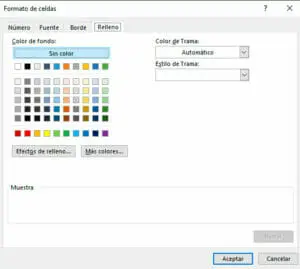 Formato de celdas
Número Fuente Borde Relleno
Color de fondo:
Sin color
Efectos de relleno...
Más colores...
Color de Trama:
Automático
Estilo de Trama:
Muestra
Aceptar
Cancelar